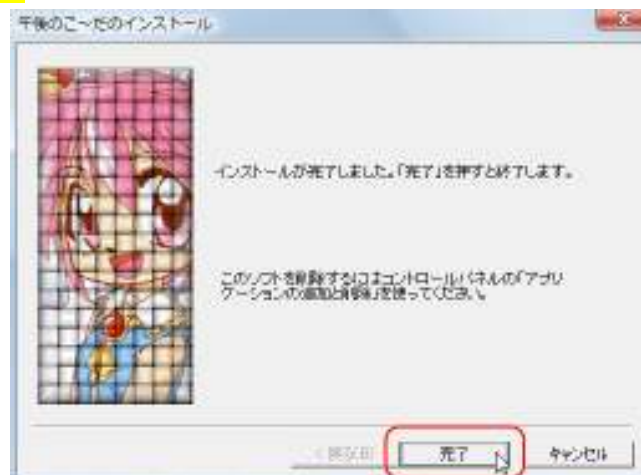 午後のこ～だのインストール
インストールが完了しました。「完了」を押すと終了します。
このソフトを削除するにはコントロールパネルの「アプリ
ケーションの追加と削除」を使ってください。
完了
キャンセル